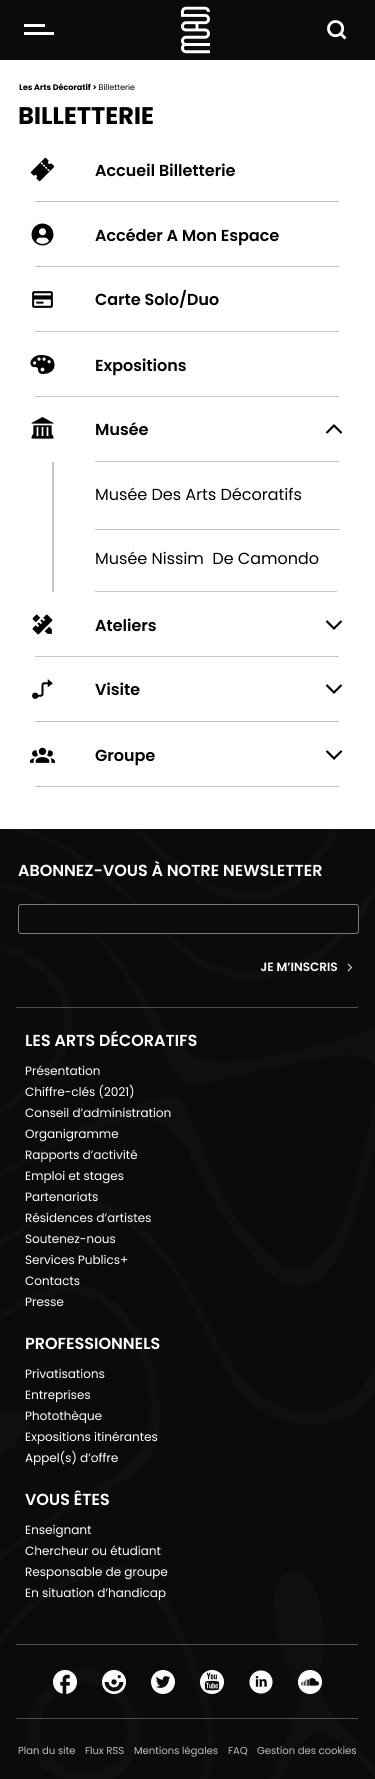 MAD
Les Arts Décoratif > Billetterie
BILLETTERIE
Accueil Billetterie
Accéder A Mon Espace
Carte Solo/Duo
Expositions
Musée
Musée Des Arts Décoratifs
Musée Nissim De Camondo
Ateliers
Visite
Groupe
ABONNEZ-VOUS À NOTRE NEWSLETTER
JE M’INSCRIS >
LES ARTS DÉCORATIFS
Présentation
Chiffre-clés (2021)
Conseil d’administration
Organigramme
Rapports d’activité
Emploi et stages
Partenariats
Résidences d’artistes
Soutenez-nous
Services Publics+
Contacts
Presse
PROFESSIONNELS
Privatisations
Entreprises
Photothèque
Expositions itinérantes
Appel(s) d’offre
VOUS ÊTES
Enseignant
Chercheur ou étudiant
Responsable de groupe
En situation d’handicap
You Tube
in
Plan du site Flux RSS Mentions légales FAQ Gestion des cookies